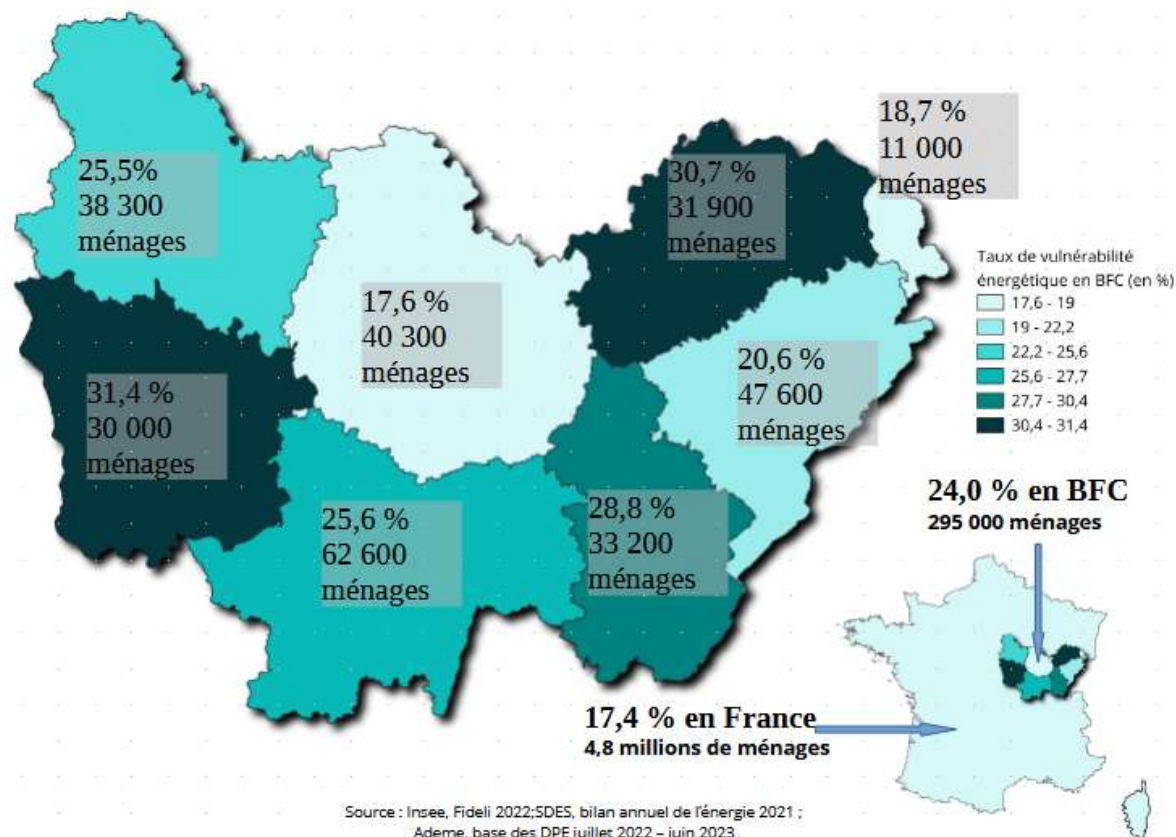 18,7 %
11 000
ménages
25,5%
38 300
ménages
30,7 %
31 900
ménages
17,6 %
40 300
ménages
20,6 %
47 600
ménages
31,4 %
30 000
ménages
25,6 %
62 600
ménages
28,8 %
33 200
ménages
Taux de vulnérabilité
énergétique en BFC (en %)
17,6 - 19
19 - 22,2
22,2 - 25,6
25,6 - 27,7
27,7 - 30,4
30,4 - 31,4
24,0 % en BFC
295 000 ménages
17,4 % en France
4,8 millions de ménages
Source : Insee, Fideli 2022;SDES, bilan annuel de l'énergie 2021 ;
Ademe, base des DPE juillet 2022 – juin 2023